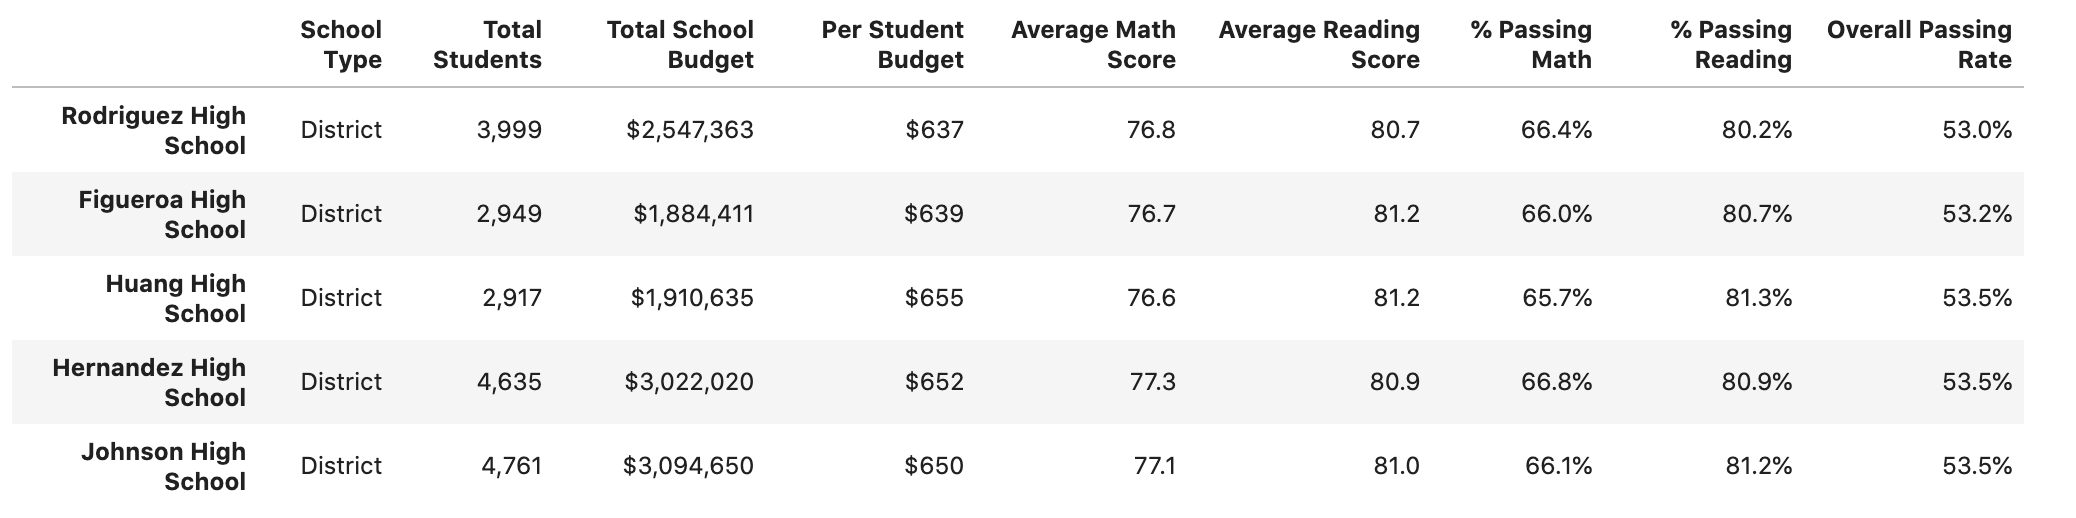 School Type Total Students Total School Budget Per Student Budget Average Math Score Average Reading Score % Passing Math % Passing Reading Overall Passing Rate
Rodriguez High School District 3,999 $2,547,363 $637 76.8 80.7 66.4% 80.2% 53.0%
Figueroa High School District 2,949 $1,884,411 $639 76.7 81.2 66.0% 80.7% 53.2%
Huang High School District 2,917 $1,910,635 $655 76.6 81.2 65.7% 81.3% 53.5%
Hernandez High School District 4,635 $3,022,020 $652 77.3 80.9 66.8% 80.9% 53.5%
Johnson High School District 4,761 $3,094,650 $650 77.1 81.0 66.1% 81.2% 53.5%